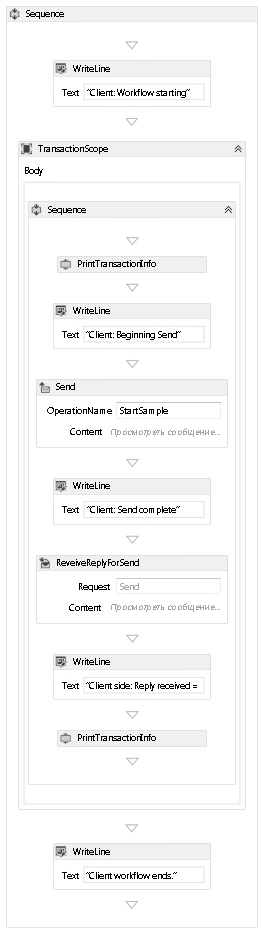 Sequence
WriteLine
Text "Client: Workflow starting"
TransactionScope
Body
Sequence
PrintTransactionInfo
WriteLine
Text "Client: Beginning Send"
Send
OperationName StartSample
Content Просмотреть сообщение...
WriteLine
Text "Client: Send complete"
ReveiveReplyForSend
Request Send
Content Просмотреть сообщение...
WriteLine
Text "Client side: Reply received =
PrintTransactionInfo
WriteLine
Text "Client workflow ends."